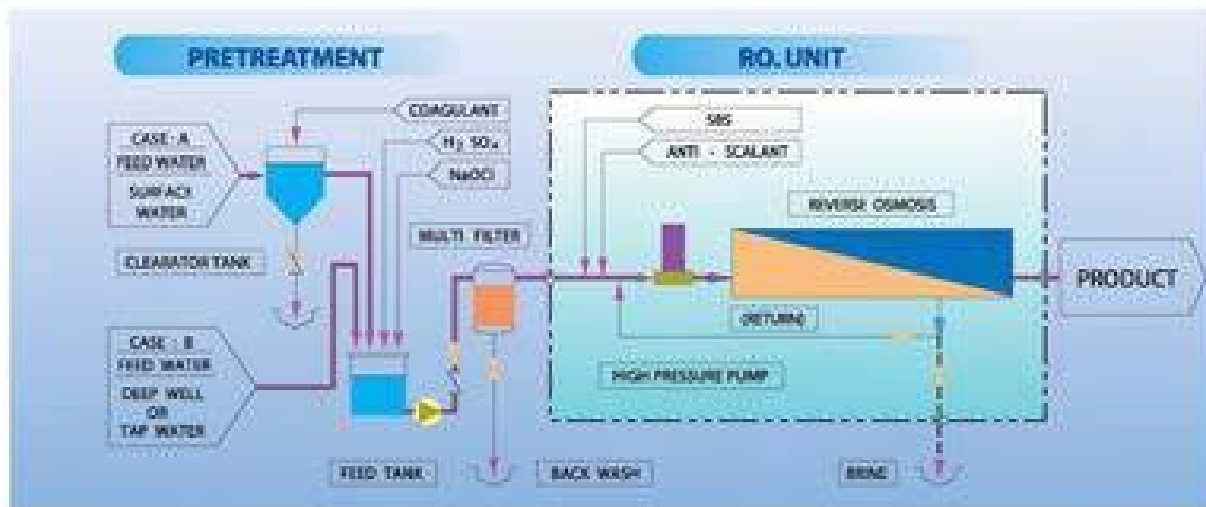 PRETREATMENT
RO. UNIT
COAGULANT
H₂ SO₄
NaOCl
CASE - A
FEED WATER
SURFACE
WATER
CLEARATOR TANK
MULTI FILTER
SBS
ANTI - SCALANT
REVERSE OSMOSIS
PRODUCT
(RETURN)
HIGH PRESSURE PUMP
CASE : B
FEED WATER
DEEP WELL
OR
TAP WATER
FEED TANK
BACK WASH
BRINE